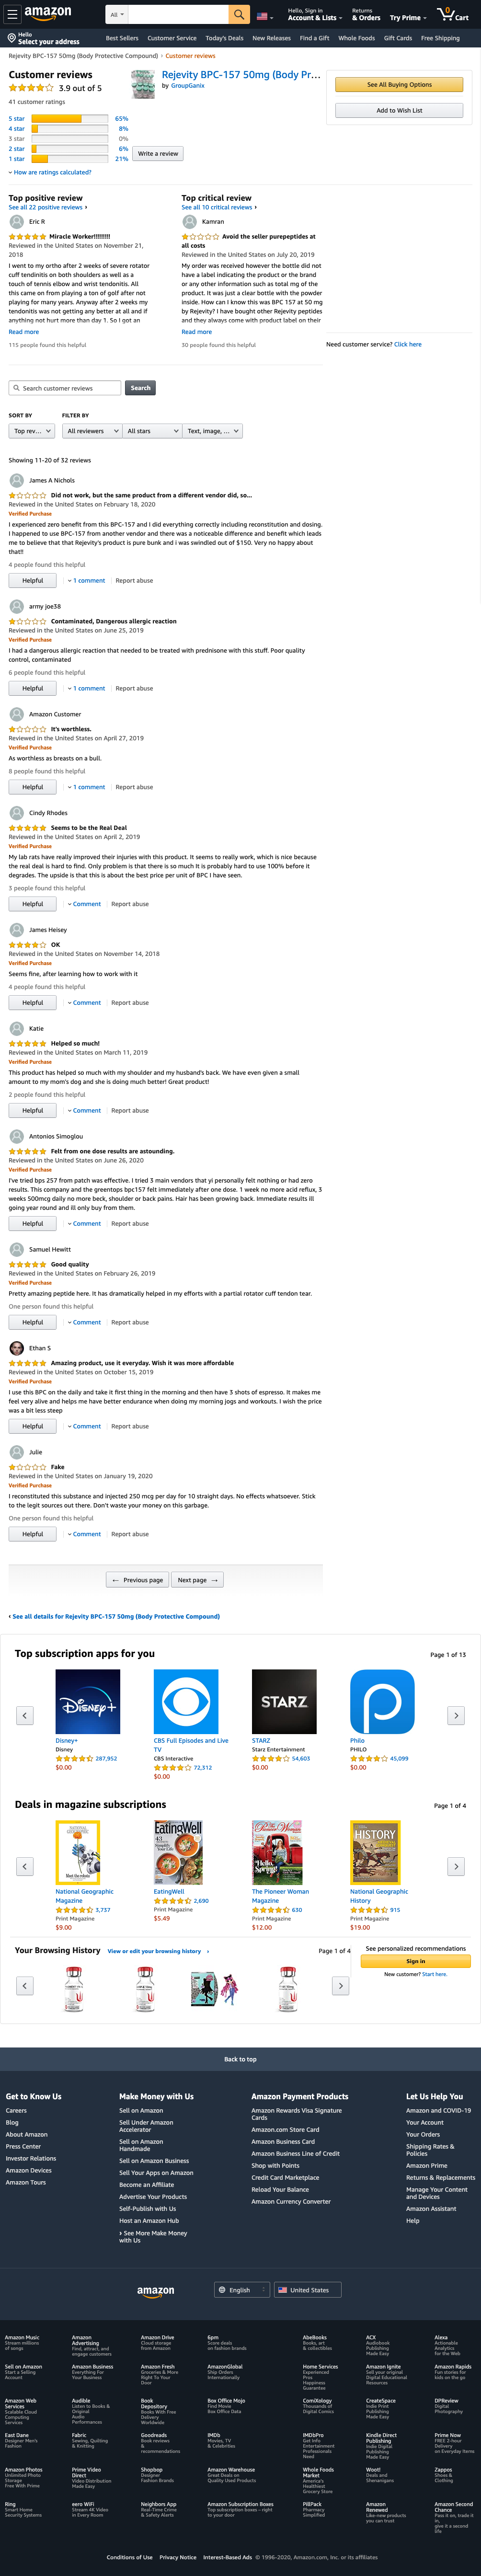 amazon
All
Hello, Sign in
Account & Lists
Returns
& Orders
Try Prime
0
Cart
Hello
Select your address
Best Sellers Customer Service Today's Deals New Releases Find a Gift Whole Foods Gift Cards Free Shipping
Rejevity BPC-157 50mg (Body Protective Compound) › Customer reviews
Customer reviews
3.9 out of 5
41 customer ratings
5 star 65%
4 star 8%
3 star 0%
2 star 6%
1 star 21%
How are ratings calculated?
Rejevity BPC-157 50mg (Body Pr…
by GroupGanix
Write a review
See All Buying Options
Add to Wish List
Top positive review
See all 22 positive reviews ›
Eric R
Miracle Worker!!!!!!!!!
Reviewed in the United States on November 21,
2018
I went to my ortho after 2 weeks of severe rotator
cuff tendinitis on both shoulders as well as a
touch of tennis elbow and wrist tendonitis. All
this came on from playing a ton of golf after not
playing for so many years. Anyway after 2 weeks my
tendonitus was not getting any better at all and if
anything not hurt more than day 1. So I got an
Read more
115 people found this helpful
Top critical review
See all 10 critical reviews ›
Kamran
Avoid the seller purepeptides at
all costs
Reviewed in the United States on July 20, 2019
My order was received however the bottle did not
have a label indicating the product or the brand
or any other information such as total mg of the
product. It was just a clear bottle with the powder
inside. How can I know this was BPC 157 at 50 mg
by Rejevity? I have bought other Rejevity peptides
and they always come with product label on their
Read more
30 people found this helpful
Need customer service? Click here
Search customer reviews
Search
SORT BY
Top rev…
FILTER BY
All reviewers
All stars
Text, image, …
Showing 11-20 of 32 reviews
James A Nichols
Did not work, but the same product from a different vendor did, so...
Reviewed in the United States on February 18, 2020
Verified Purchase
I experienced zero benefit from this BPC-157 and I did everything correctly including reconstitution and dosing.
I happened to use BPC-157 from another vendor and there was a noticeable difference and benefit which leads
me to believe that Rejevity's product is pure bunk and i was swindled out of $150. Very no happy about
that!!
4 people found this helpful
Helpful
1 comment
Report abuse
army joe38
Contaminated, Dangerous allergic reaction
Reviewed in the United States on June 25, 2019
Verified Purchase
I had a dangerous allergic reaction that needed to be treated with prednisone with this stuff. Poor quality
control, contaminated
6 people found this helpful
Helpful
1 comment
Report abuse
Amazon Customer
It's worthless.
Reviewed in the United States on April 27, 2019
Verified Purchase
As worthless as breasts on a bull.
8 people found this helpful
Helpful
1 comment
Report abuse
Cindy Rhodes
Seems to be the Real Deal
Reviewed in the United States on April 2, 2019
Verified Purchase
My lab rats have really improved their injuries within the past several weeks with this product. It seems to really work, which is nice because
the real deal is hard to find. Only problem is that there is so much It is probably hard to use 100% before it
degrades. The upside is that this is about the best price per unit of BPC I have seen.
3 people found this helpful
Helpful
Comment
Report abuse
James Heisey
OK
Reviewed in the United States on November 14, 2018
Verified Purchase
Seems fine, after learning how to work with it
4 people found this helpful
Helpful
Comment
Report abuse
Katie
Helped so much!
Reviewed in the United States on March 11, 2019
Verified Purchase
This product has helped so much with my shoulder and my husband's back. We have even given a small
amount to my mom's dog and she is doing much better! Great product!
2 people found this helpful
Helpful
Comment
Report abuse
Antonios Simoglou
Felt from one dose results are astounding.
Reviewed in the United States on June 26, 2020
Verified Purchase
I've tried bps 257 from patch was effective. I tried 3 main vendors that yi personally felt nothing or had zero
results. This company and the greentops bpc157 felt immediately after one dose. 1 week no more acid reflux, 3
weeks 500mcg daily no more beck, shoulder or back pains. Hair has been growing back. Immediate results ill
going year round and ill only buy from them.
Helpful
Comment
Report abuse
Samuel Hewitt
Good quality
Reviewed in the United States on February 26, 2019
Verified Purchase
Pretty amazing peptide here. It has dramatically helped in my efforts with a partial rotator cuff tendon tear.
One person found this helpful
Helpful
Comment
Report abuse
Ethan S
Amazing product, use it everyday. Wish it was more affordable
Reviewed in the United States on October 15, 2019
Verified Purchase
I use this BPC on the daily and take it first thing in the morning and then have 3 shots of espresso. It makes me
feel very alive and helps me have better endurance when doing my morning jogs and workouts. I wish the price
was a bit less steep
Helpful
Comment
Report abuse
Julie
Fake
Reviewed in the United States on January 19, 2020
Verified Purchase
I reconstituted this substance and injected 250 mcg per day for 10 straight days. No effects whatsoever. Stick
to the legit sources out there. Don't waste your money on this garbage.
One person found this helpful
Helpful
Comment
Report abuse
← Previous page
Next page →
‹ See all details for Rejevity BPC-157 50mg (Body Protective Compound)
Top subscription apps for you
Page 1 of 13
Disney+
STARZ
Disney+
Disney
287,952
$0.00
CBS Full Episodes and Live
TV
CBS Interactive
72,312
$0.00
STARZ
Starz Entertainment
54,603
$0.00
Philo
PHILO
45,099
$0.00
Deals in magazine subscriptions
Page 1 of 4
EatingWell
HISTORY
National Geographic
Magazine
3,737
Print Magazine
$9.00
EatingWell
2,690
Print Magazine
$5.49
The Pioneer Woman
Magazine
630
Print Magazine
$12.00
National Geographic
History
915
Print Magazine
$19.00
Your Browsing History View or edit your browsing history ›
Page 1 of 4
See personalized recommendations
Sign in
New customer? Start here.
Back to top
Get to Know Us
Careers
Blog
About Amazon
Press Center
Investor Relations
Amazon Devices
Amazon Tours
Make Money with Us
Sell on Amazon
Sell Under Amazon
Accelerator
Sell on Amazon
Handmade
Sell on Amazon Business
Sell Your Apps on Amazon
Become an Affiliate
Advertise Your Products
Self-Publish with Us
Host an Amazon Hub
› See More Make Money
with Us
Amazon Payment Products
Amazon Rewards Visa Signature
Cards
Amazon.com Store Card
Amazon Business Card
Amazon Business Line of Credit
Shop with Points
Credit Card Marketplace
Reload Your Balance
Amazon Currency Converter
Let Us Help You
Amazon and COVID-19
Your Account
Your Orders
Shipping Rates &
Policies
Amazon Prime
Returns & Replacements
Manage Your Content
and Devices
Amazon Assistant
Help
amazon
English
United States
Amazon Music
Stream millions
of songs
Amazon
Advertising
Find, attract, and
engage customers
Amazon Drive
Cloud storage
from Amazon
6pm
Score deals
on fashion brands
AbeBooks
Books, art
& collectibles
ACX
Audiobook
Publishing
Made Easy
Alexa
Actionable
Analytics
for the Web
Sell on Amazon
Start a Selling
Account
Amazon Business
Everything For
Your Business
Amazon Fresh
Groceries & More
Right To Your
Door
AmazonGlobal
Ship Orders
Internationally
Home Services
Experienced
Pros
Happiness
Guarantee
Amazon Ignite
Sell your original
Digital Educational
Resources
Amazon Rapids
Fun stories for
kids on the go
Amazon Web
Services
Scalable Cloud
Computing
Services
Audible
Listen to Books &
Original
Audio
Performances
Book
Depository
Books With Free
Delivery
Worldwide
Box Office Mojo
Find Movie
Box Office Data
ComiXology
Thousands of
Digital Comics
CreateSpace
Indie Print
Publishing
Made Easy
DPReview
Digital
Photography
East Dane
Designer Men's
Fashion
Fabric
Sewing, Quilting
& Knitting
Goodreads
Book reviews
&
recommendations
IMDb
Movies, TV
& Celebrities
IMDbPro
Get Info
Entertainment
Professionals
Need
Kindle Direct
Publishing
Indie Digital
Publishing
Made Easy
Prime Now
FREE 2-hour
Delivery
on Everyday Items
Amazon Photos
Unlimited Photo
Storage
Free With Prime
Prime Video
Direct
Video Distribution
Made Easy
Shopbop
Designer
Fashion Brands
Amazon Warehouse
Great Deals on
Quality Used Products
Whole Foods
Market
America's
Healthiest
Grocery Store
Woot!
Deals and
Shenanigans
Zappos
Shoes &
Clothing
Ring
Smart Home
Security Systems
eero WiFi
Stream 4K Video
in Every Room
Neighbors App
Real-Time Crime
& Safety Alerts
Amazon Subscription Boxes
Top subscription boxes – right
to your door
PillPack
Pharmacy
Simplified
Amazon
Renewed
Like-new products
you can trust
Amazon Second
Chance
Pass it on, trade it
in,
give it a second
life
Conditions of Use Privacy Notice Interest-Based Ads © 1996-2020, Amazon.com, Inc. or its affiliates